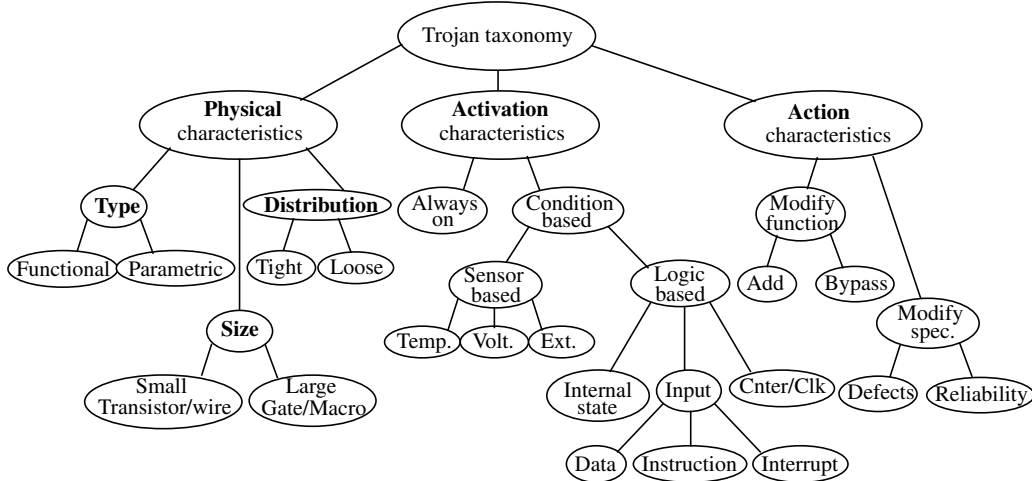 Trojan taxonomy
Physical
characteristics
Activation
characteristics
Action
characteristics
Type
Distribution
Always
on
Condition
based
Modify
function
Functional
Parametric
Tight
Loose
Sensor
based
Logic
based
Add
Bypass
Size
Temp.
Volt.
Ext.
Modify
spec.
Small
Transistor/wire
Large
Gate/Macro
Internal
state
Input
Cnter/Clk
Defects
Reliability
Data
Instruction
Interrupt